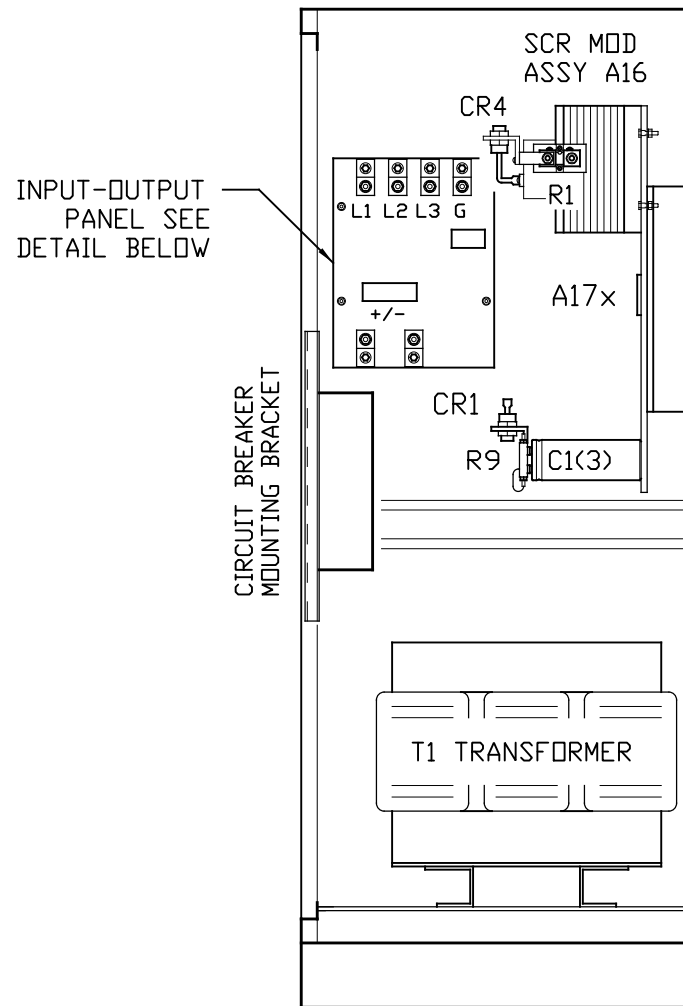 SCR MOD
ASSY A16
CR4
INPUT-OUTPUT
PANEL SEE
DETAIL BELOW
R1
L1 L2 L3 G
A17x
+/-
CIRCUIT BREAKER
MOUNTING BRACKET
CR1
R9
C1(3)
T1 TRANSFORMER